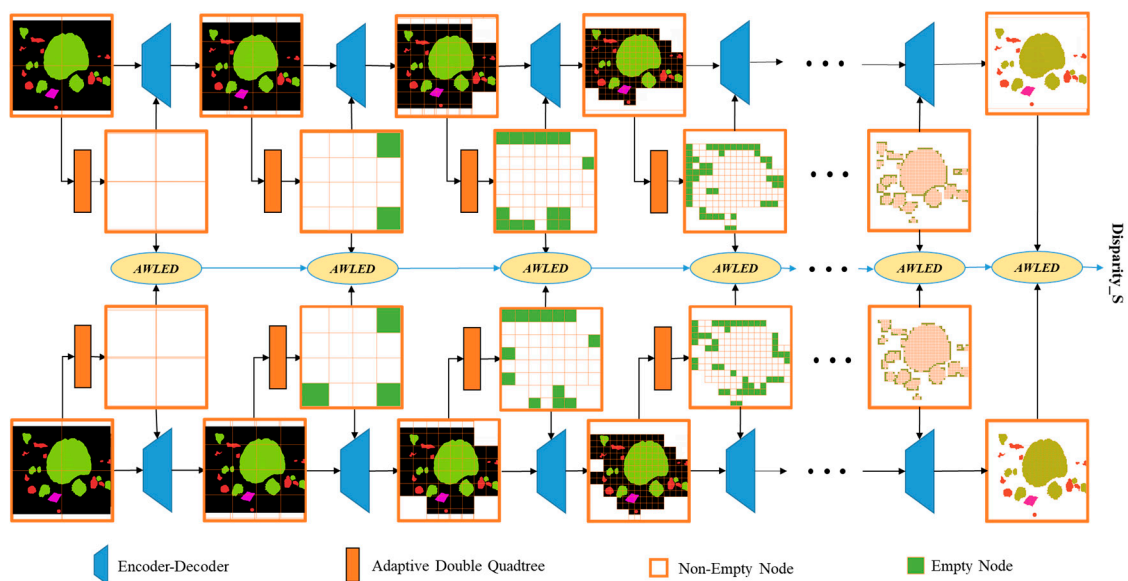 AWLED AWLED AWLED AWLED AWLED AWLED
Disparity_S
Encoder-Decoder Adaptive Double Quadtree Non-Empty Node Empty Node